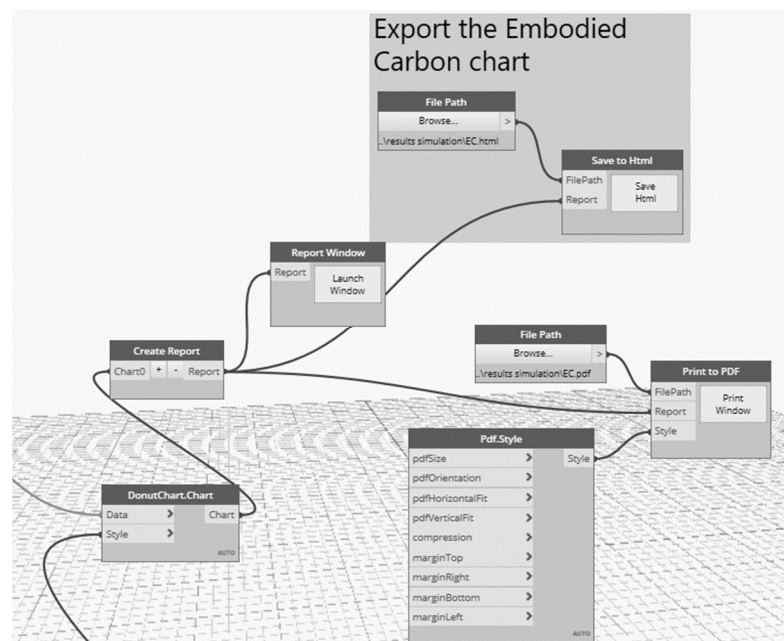 Export the Embodied
Carbon chart
File Path
Browse... >
..\results simulation\EC.html
Save to Html
FilePath
Save
Html
Report
Report Window
Report
Launch
Window
Create Report
Chart0 + - Report
File Path
Browse... >
..\results simulation\EC.pdf
Print to PDF
FilePath
Print
Window
Report
Style
Pdf.Style
pdfSize > Style
pdfOrientation >
pdfHorizontalFit >
pdfVerticalFit >
compression >
marginTop >
marginRight >
marginBottom >
marginLeft >
AUTO
DonutChart.Chart
Data > Chart
Style >
AUTO